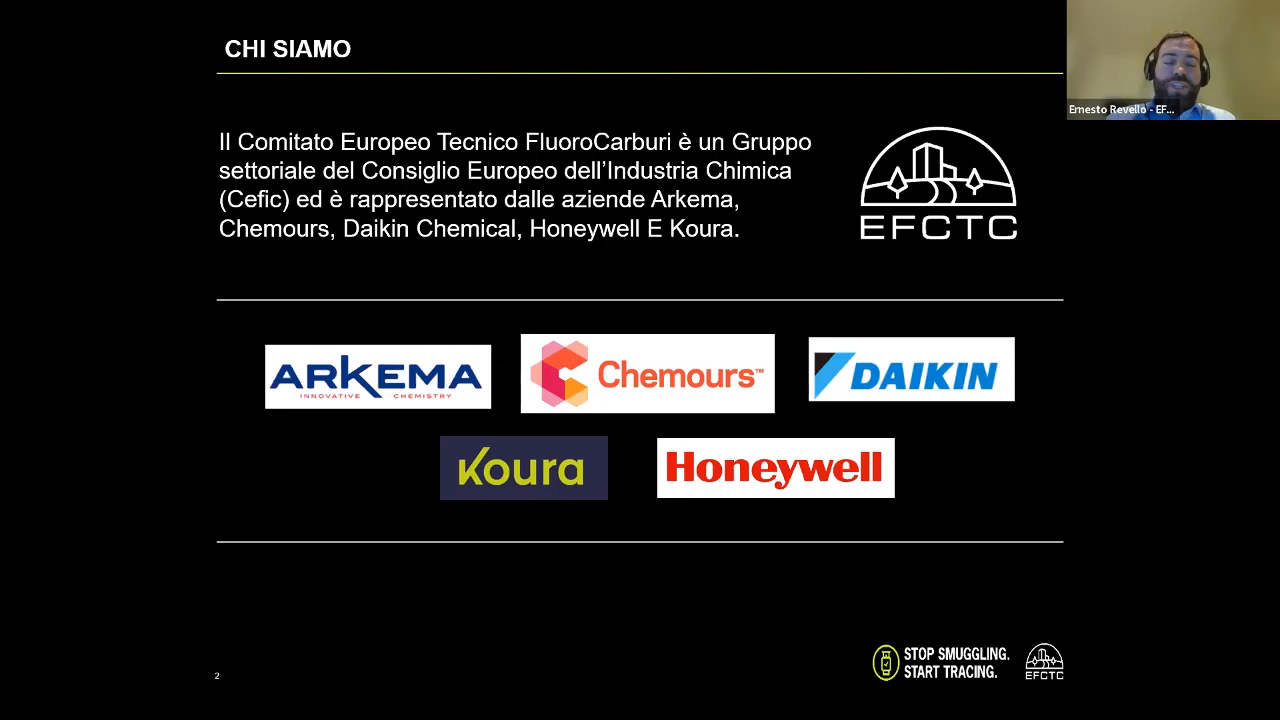 CHI SIAMO
Ernesto Revello - EF...
Il Comitato Europeo Tecnico FluoroCarburi è un Gruppo
settoriale del Consiglio Europeo dell’Industria Chimica
(Cefic) ed è rappresentato dalle aziende Arkema,
Chemours, Daikin Chemical, Honeywell E Koura.
EFCTC
ARKEMA
INNOVATIVE CHEMISTRY
Chemours™
DAIKIN
Koura
Honeywell
2
STOP SMUGGLING.
START TRACING.
EFCTC